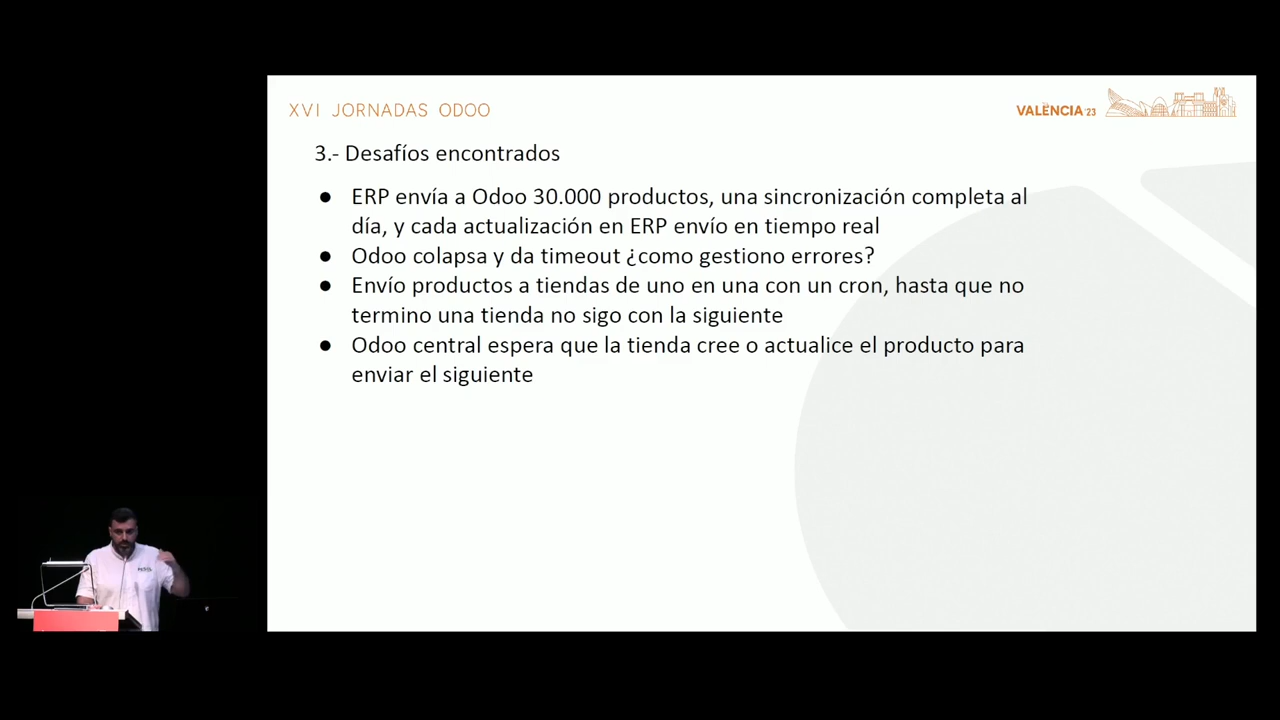 XVI JORNADAS ODOO
VALÈNCIA '23
3.- Desafíos encontrados
● ERP envía a Odoo 30.000 productos, una sincronización completa al
día, y cada actualización en ERP envío en tiempo real
● Odoo colapsa y da timeout ¿como gestiono errores?
● Envío productos a tiendas de uno en una con un cron, hasta que no
termino una tienda no sigo con la siguiente
● Odoo central espera que la tienda cree o actualice el producto para
enviar el siguiente